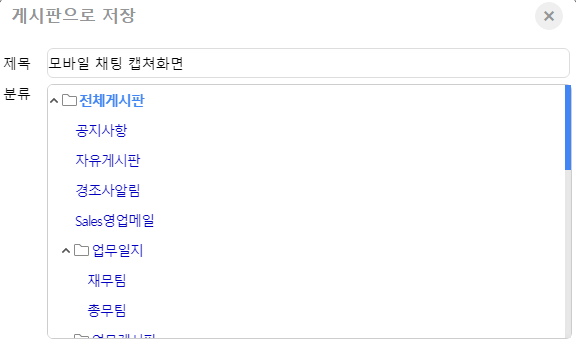 게시판으로 저장
제목 모바일 채팅 캡쳐화면
분류
전체게시판
공지사항
자유게시판
경조사알림
Sales영업메일
업무일지
재무팀
총무팀